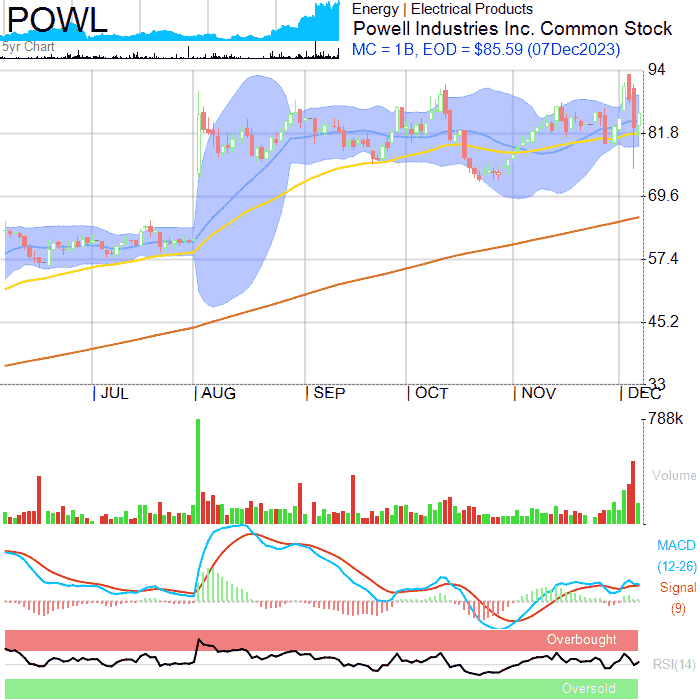 POWL
5yr Chart
Energy | Electrical Products
Powell Industries Inc. Common Stock
MC = 1B, EOD = $85.59 (07Dec2023)
94
81.8
69.6
57.4
45.2
33
JUL AUG SEP OCT NOV DEC
788k
Volume
MACD
(12-26)
Signal
(9)
Overbought
RSI(14)
Oversold